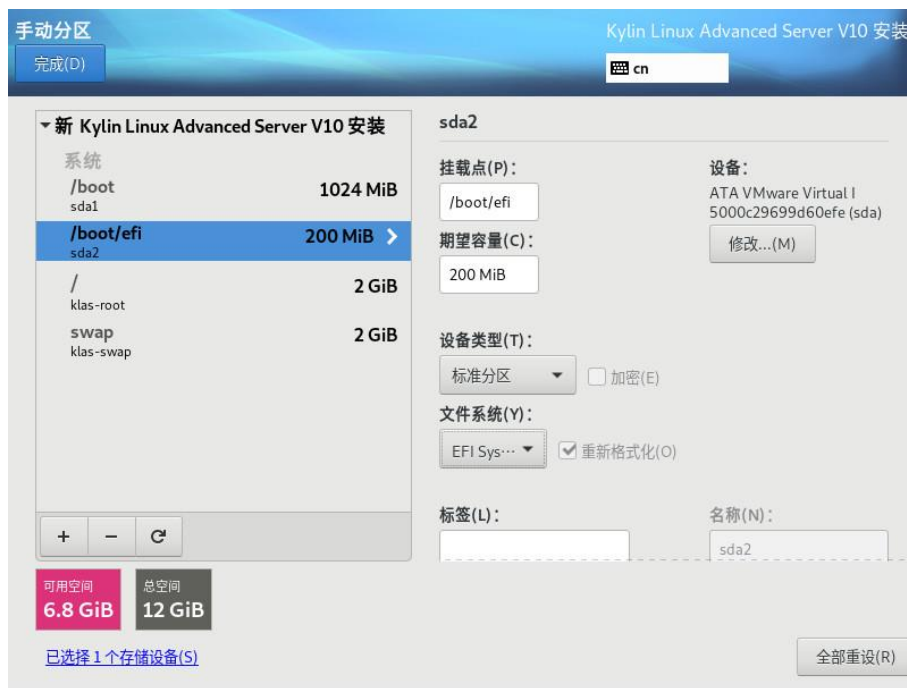 手动分区
Kylin Linux Advanced Server V10 安装
完成(D)
cn
新 Kylin Linux Advanced Server V10 安装
系统
/boot 1024 MiB
sda1
/boot/efi 200 MiB
sda2
/ 2 GiB
klas-root
swap 2 GiB
klas-swap
+ − 
可用空间
6.8 GiB
总空间
12 GiB
已选择 1 个存储设备(S)
sda2
挂载点(P):
/boot/efi
期望容量(C):
200 MiB
设备:
ATA VMware Virtual I
5000c29699d60efe (sda)
修改...(M)
设备类型(T):
标准分区
加密(E)
文件系统(Y):
EFI Sys···
重新格式化(O)
标签(L):
名称(N):
sda2
全部重设(R)